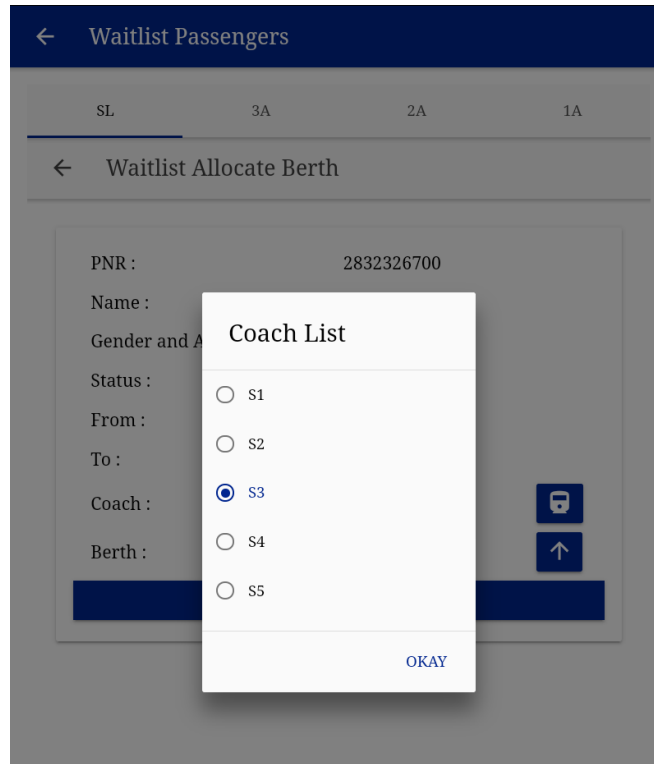 Waitlist Passengers
SL 3A 2A 1A
Waitlist Allocate Berth
PNR : 2832326700
Name :
Gender and A
Status :
From :
To :
Coach :
Berth :
Coach List
S1
S2
S3
S4
S5
OKAY